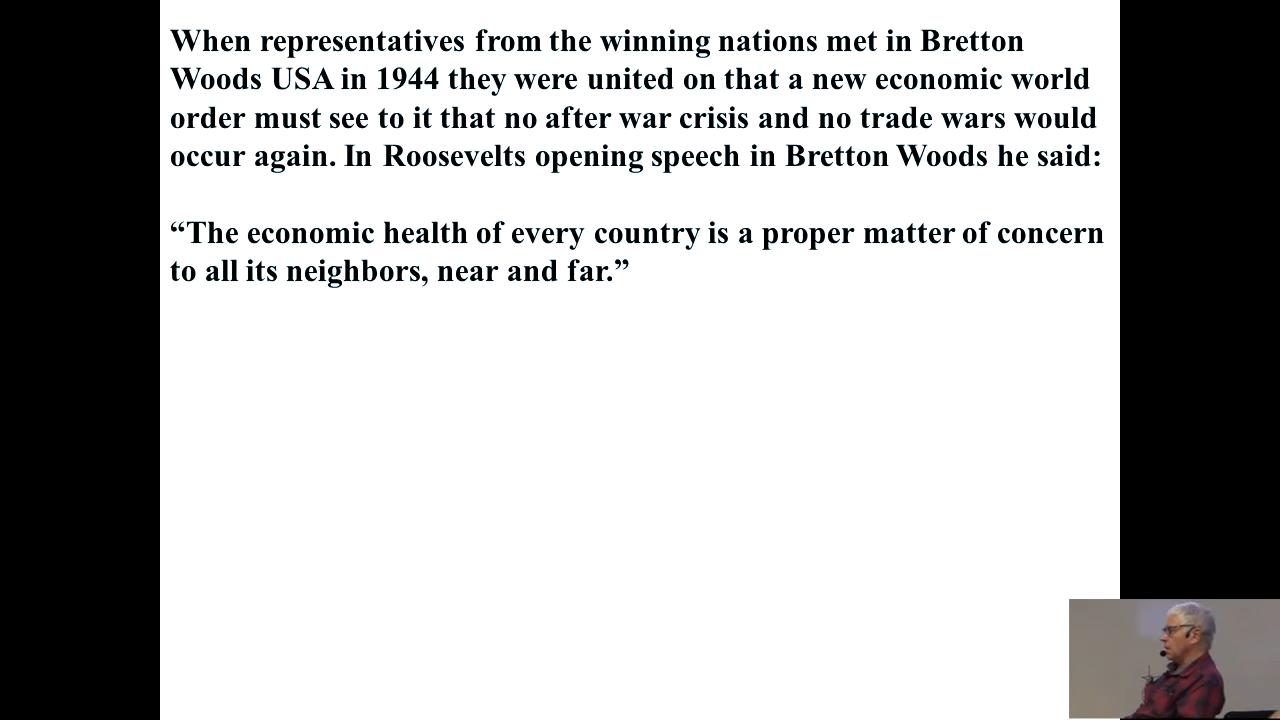 When representatives from the winning nations met in Bretton
Woods USA in 1944 they were united on that a new economic world
order must see to it that no after war crisis and no trade wars would
occur again. In Roosevelts opening speech in Bretton Woods he said:
“The economic health of every country is a proper matter of concern
to all its neighbors, near and far.”